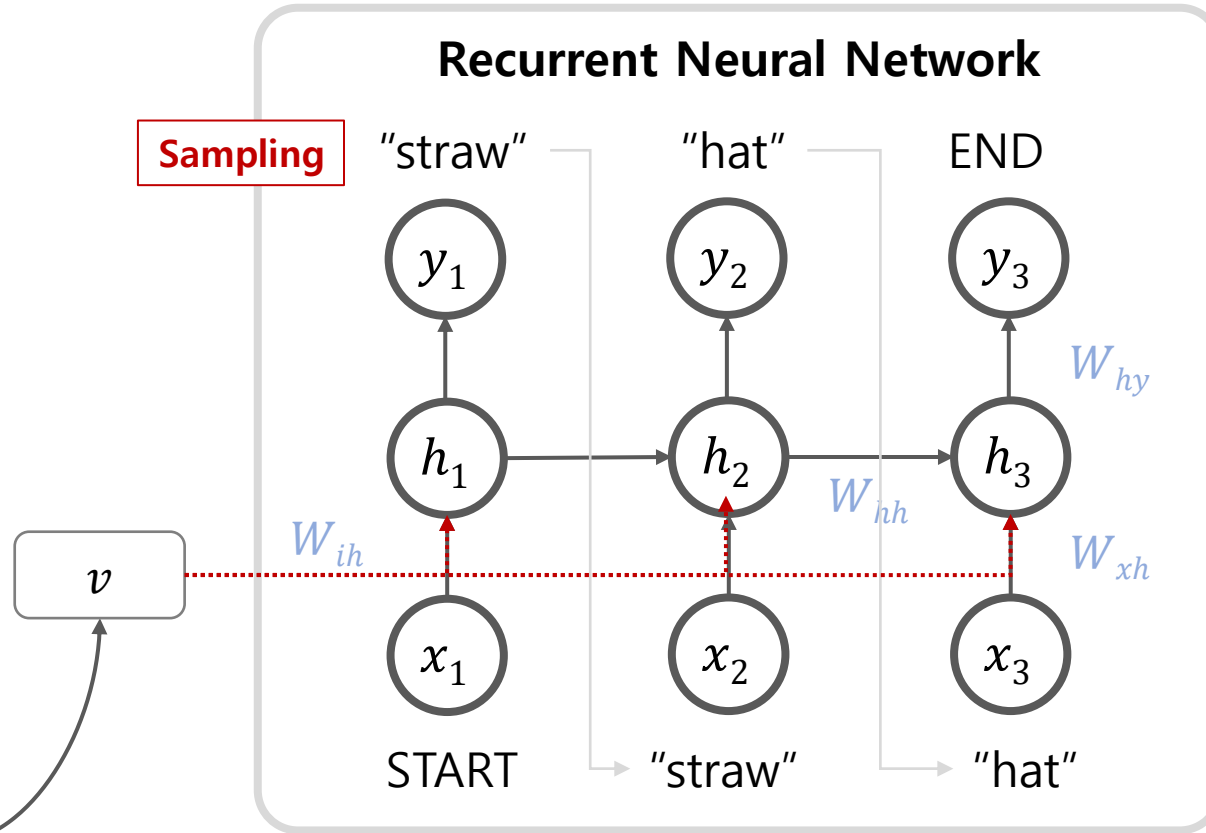 Recurrent Neural Network
Sampling "straw" "hat" END
y₁ y₂ y₃
W_hy
h₁ h₂ h₃
W_ih W_hh W_xh
v
x₁ x₂ x₃
START "straw" "hat"